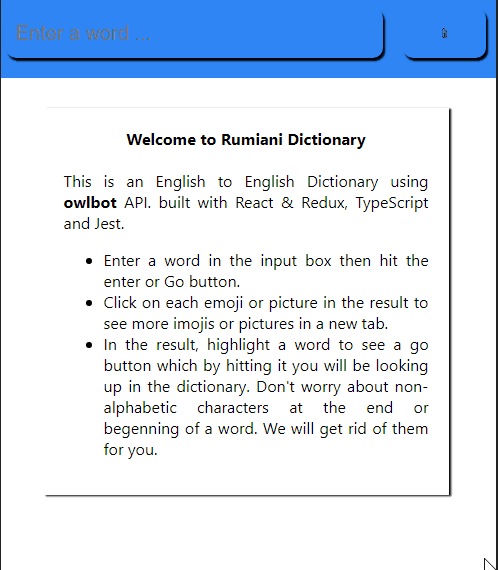 Enter a word ...
Welcome to Rumiani Dictionary
This is an English to English Dictionary using
owlbot API. built with React & Redux, TypeScript
and Jest.
Enter a word in the input box then hit the
enter or Go button.
Click on each emoji or picture in the result to
see more imojis or pictures in a new tab.
In the result, highlight a word to see a go
button which by hitting it you will be looking
up in the dictionary. Don't worry about non-
alphabetic characters at the end or
begenning of a word. We will get rid of them
for you.